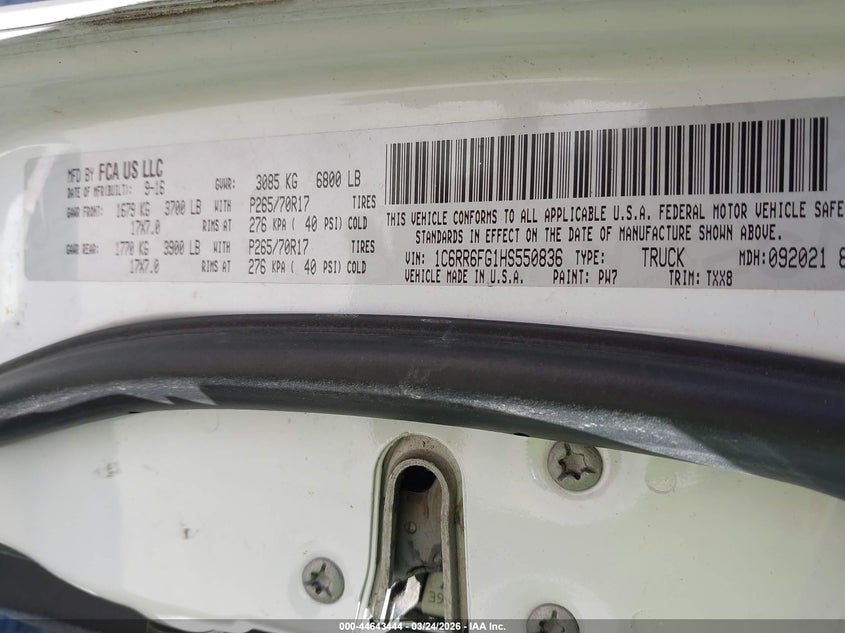 MFD BY FCA US LLC
DATE OF MFR(BUILT): 9-16 GVWR: 3085 KG 6800 LB
GAWR FRONT: 1679 KG 3700 LB WITH P265/70R17 TIRES
17X7.0 RIMS AT 276 KPA ( 40 PSI) COLD
GAWR REAR: 1770 KG 3900 LB WITH P265/70R17 TIRES
17X7.0 RIMS AT 276 KPA ( 40 PSI) COLD
THIS VEHICLE CONFORMS TO ALL APPLICABLE U.S.A. FEDERAL MOTOR VEHICLE SAFE
STANDARDS IN EFFECT ON THE DATE OF MANUFACTURE SHOWN ABOVE.
VIN: 1C6RR6FG1HS550836 TYPE: TRUCK MDH: 092021 8
VEHICLE MADE IN U.S.A. PAINT: PW7 TRIM: TXX8
000-44643444 - 03/24/2026 - IAA Inc.